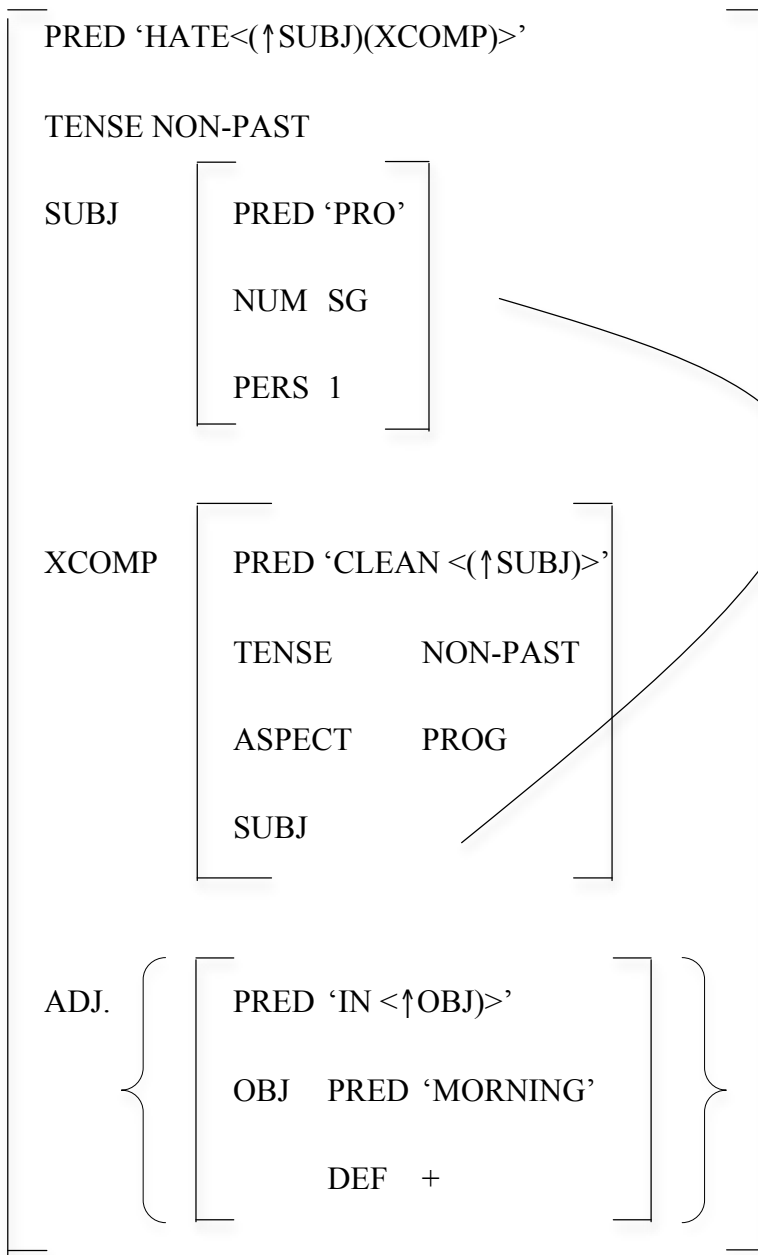 PRED ‘HATE<(↑SUBJ)(XCOMP)>’
TENSE NON-PAST
SUBJ PRED ‘PRO’
NUM SG
PERS 1
XCOMP PRED ‘CLEAN <(↑SUBJ)>’
TENSE NON-PAST
ASPECT PROG
SUBJ
ADJ. PRED ‘IN <↑OBJ)>’
OBJ PRED ‘MORNING’
DEF +